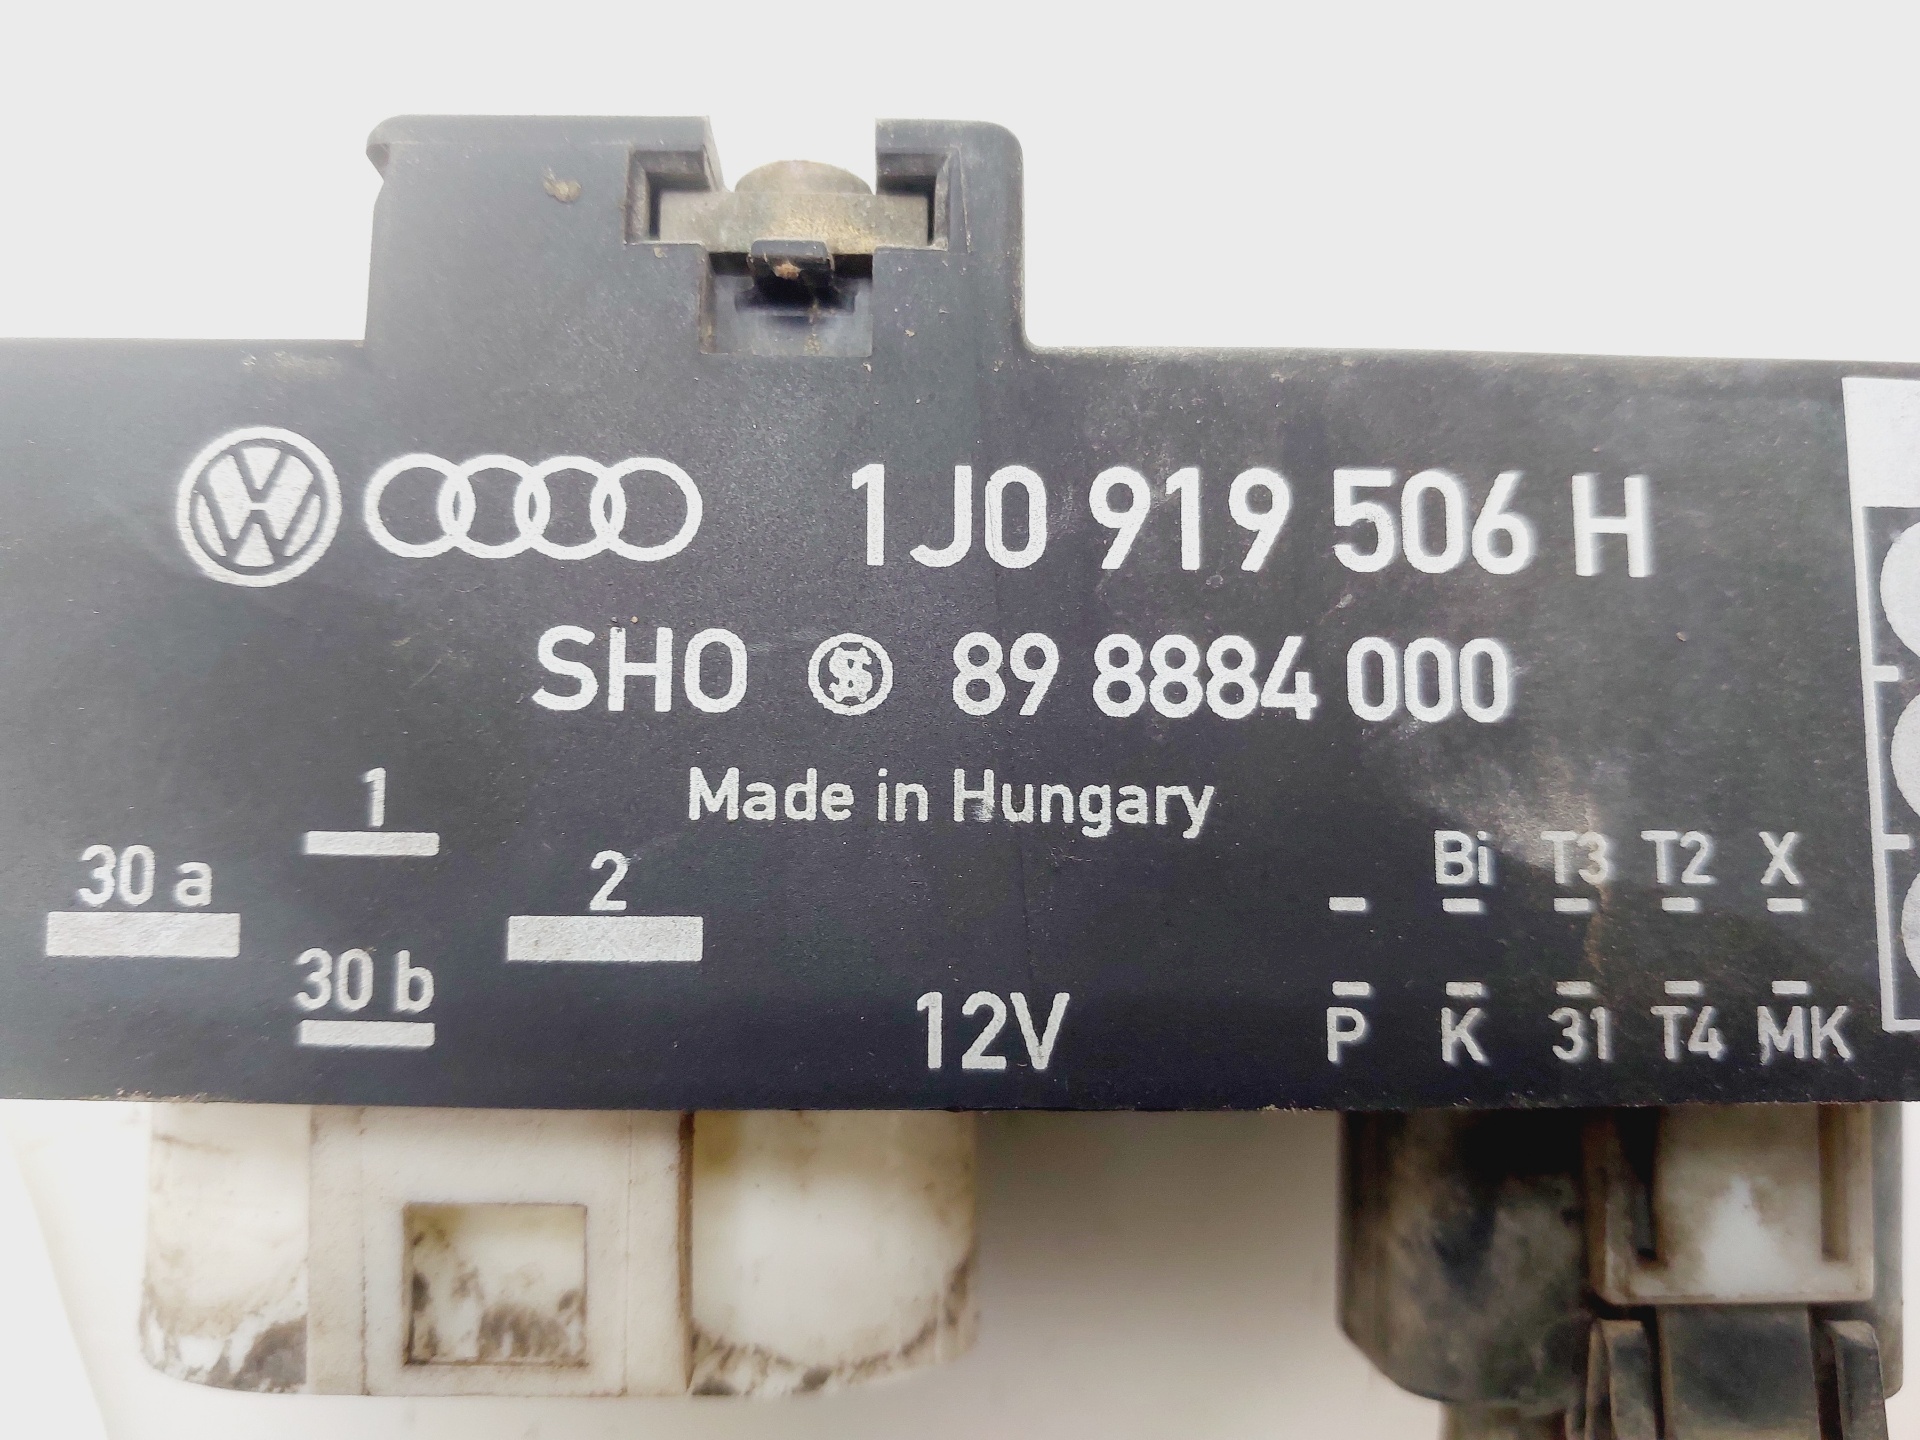 1J0 919 506 H
SHO 89 8884 000
Made in Hungary
1
30 a
2
30 b
12V
Bi T3 T2 X
P K 31 T4 MK